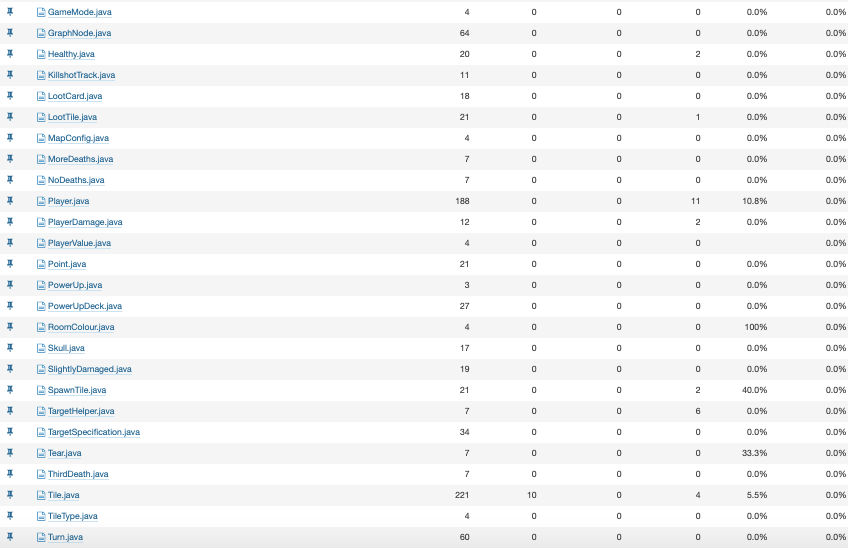 GameMode.java 4 0 0 0 0.0% 0.0%
GraphNode.java 64 0 0 0 0.0% 0.0%
Healthy.java 20 0 0 2 0.0% 0.0%
KillshotTrack.java 11 0 0 0 0.0% 0.0%
LootCard.java 18 0 0 0 0.0% 0.0%
LootTile.java 21 0 0 1 0.0% 0.0%
MapConfig.java 4 0 0 0 0.0% 0.0%
MoreDeaths.java 7 0 0 0 0.0% 0.0%
NoDeaths.java 7 0 0 0 0.0% 0.0%
Player.java 188 0 0 11 10.8% 0.0%
PlayerDamage.java 12 0 0 2 0.0% 0.0%
PlayerValue.java 4 0 0 0 0.0%
Point.java 21 0 0 0 0.0% 0.0%
PowerUp.java 3 0 0 0 0.0% 0.0%
PowerUpDeck.java 27 0 0 0 0.0% 0.0%
RoomColour.java 4 0 0 0 100% 0.0%
Skull.java 17 0 0 0 0.0% 0.0%
SlightlyDamaged.java 19 0 0 0 0.0% 0.0%
SpawnTile.java 21 0 0 2 40.0% 0.0%
TargetHelper.java 7 0 0 6 0.0% 0.0%
TargetSpecification.java 34 0 0 0 0.0% 0.0%
Tear.java 7 0 0 0 33.3% 0.0%
ThirdDeath.java 7 0 0 0 0.0% 0.0%
Tile.java 221 10 0 4 5.5% 0.0%
TileType.java 4 0 0 0 0.0% 0.0%
Turn.java 60 0 0 0 0.0% 0.0%